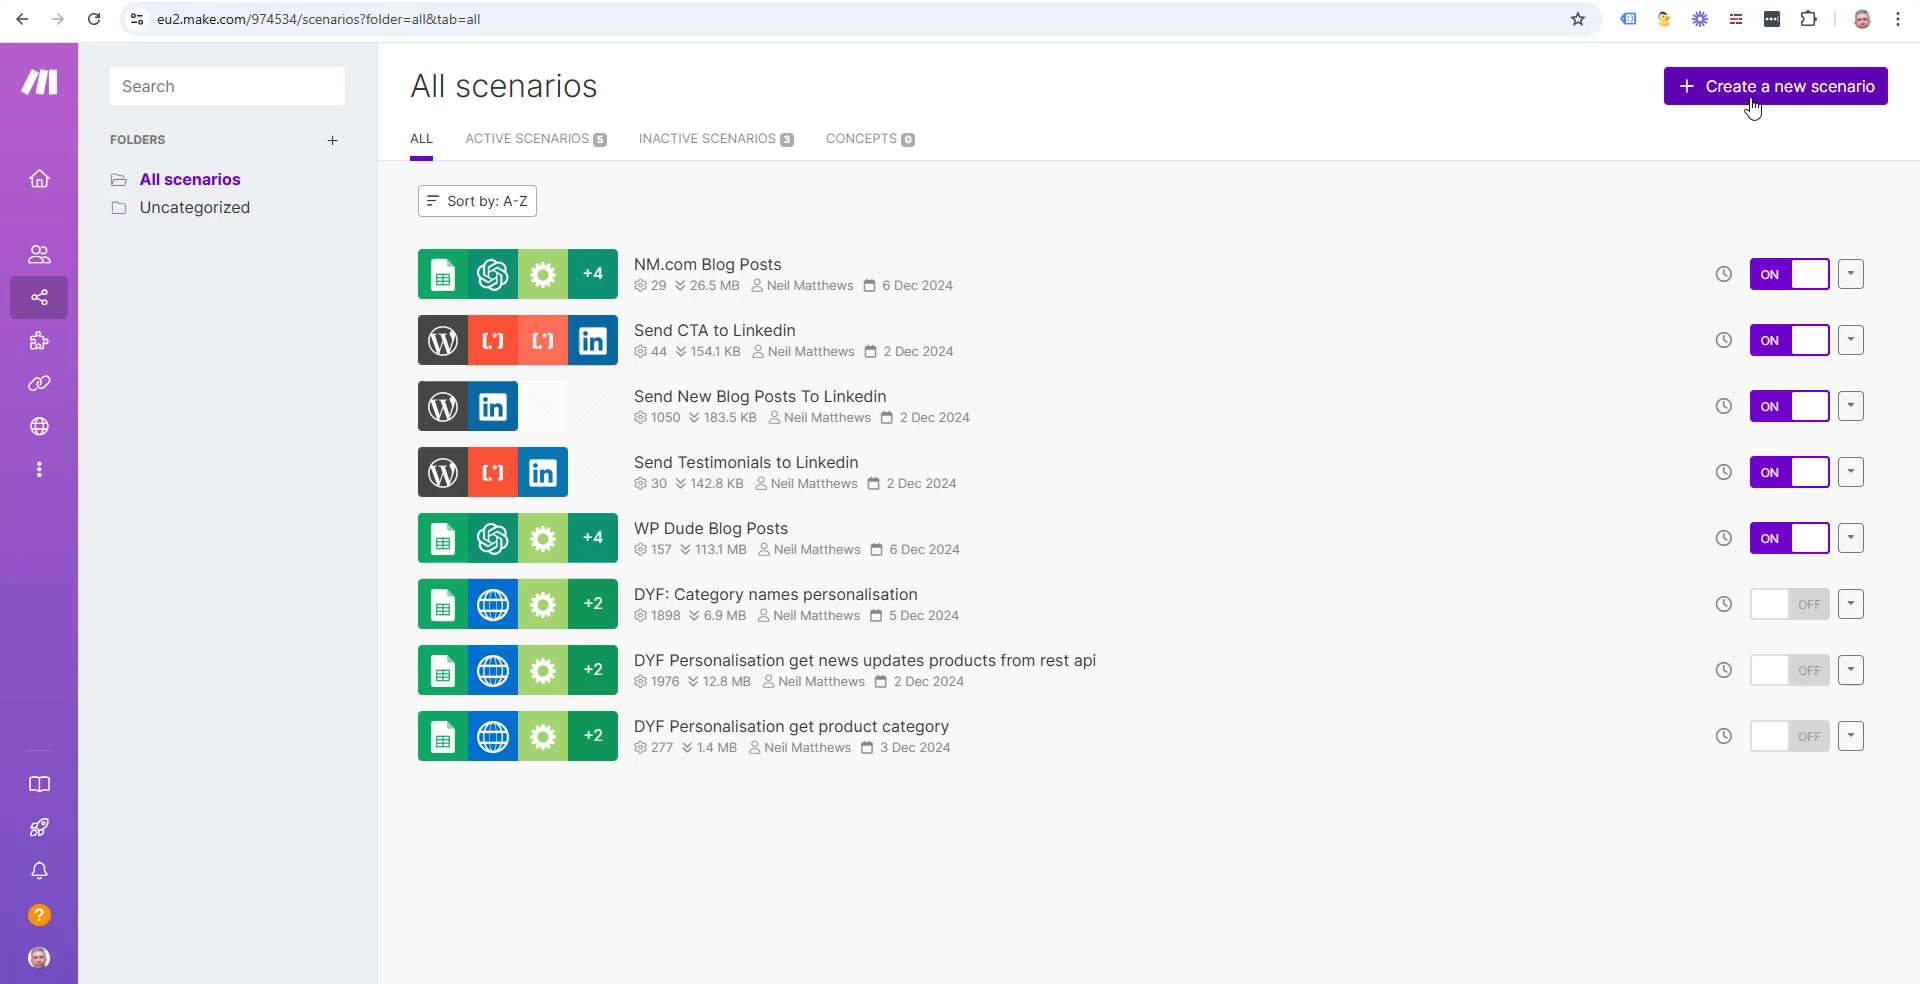 eu2.make.com/974534/scenarios?folder=all&tab=all
Search
FOLDERS
All scenarios
Uncategorized
All scenarios
+ Create a new scenario
ALL
ACTIVE SCENARIOS 5
INACTIVE SCENARIOS 3
CONCEPTS 0
Sort by: A-Z
+4
NM.com Blog Posts
29 26.5 MB Neil Matthews 6 Dec 2024
ON
Send CTA to Linkedin
44 154.1 KB Neil Matthews 2 Dec 2024
ON
Send New Blog Posts To Linkedin
1050 183.5 KB Neil Matthews 2 Dec 2024
ON
Send Testimonials to Linkedin
30 142.8 KB Neil Matthews 2 Dec 2024
ON
+4
WP Dude Blog Posts
157 113.1 MB Neil Matthews 6 Dec 2024
ON
+2
DYF: Category names personalisation
1898 6.9 MB Neil Matthews 5 Dec 2024
OFF
+2
DYF Personalisation get news updates products from rest api
1976 12.8 MB Neil Matthews 2 Dec 2024
OFF
+2
DYF Personalisation get product category
277 1.4 MB Neil Matthews 3 Dec 2024
OFF